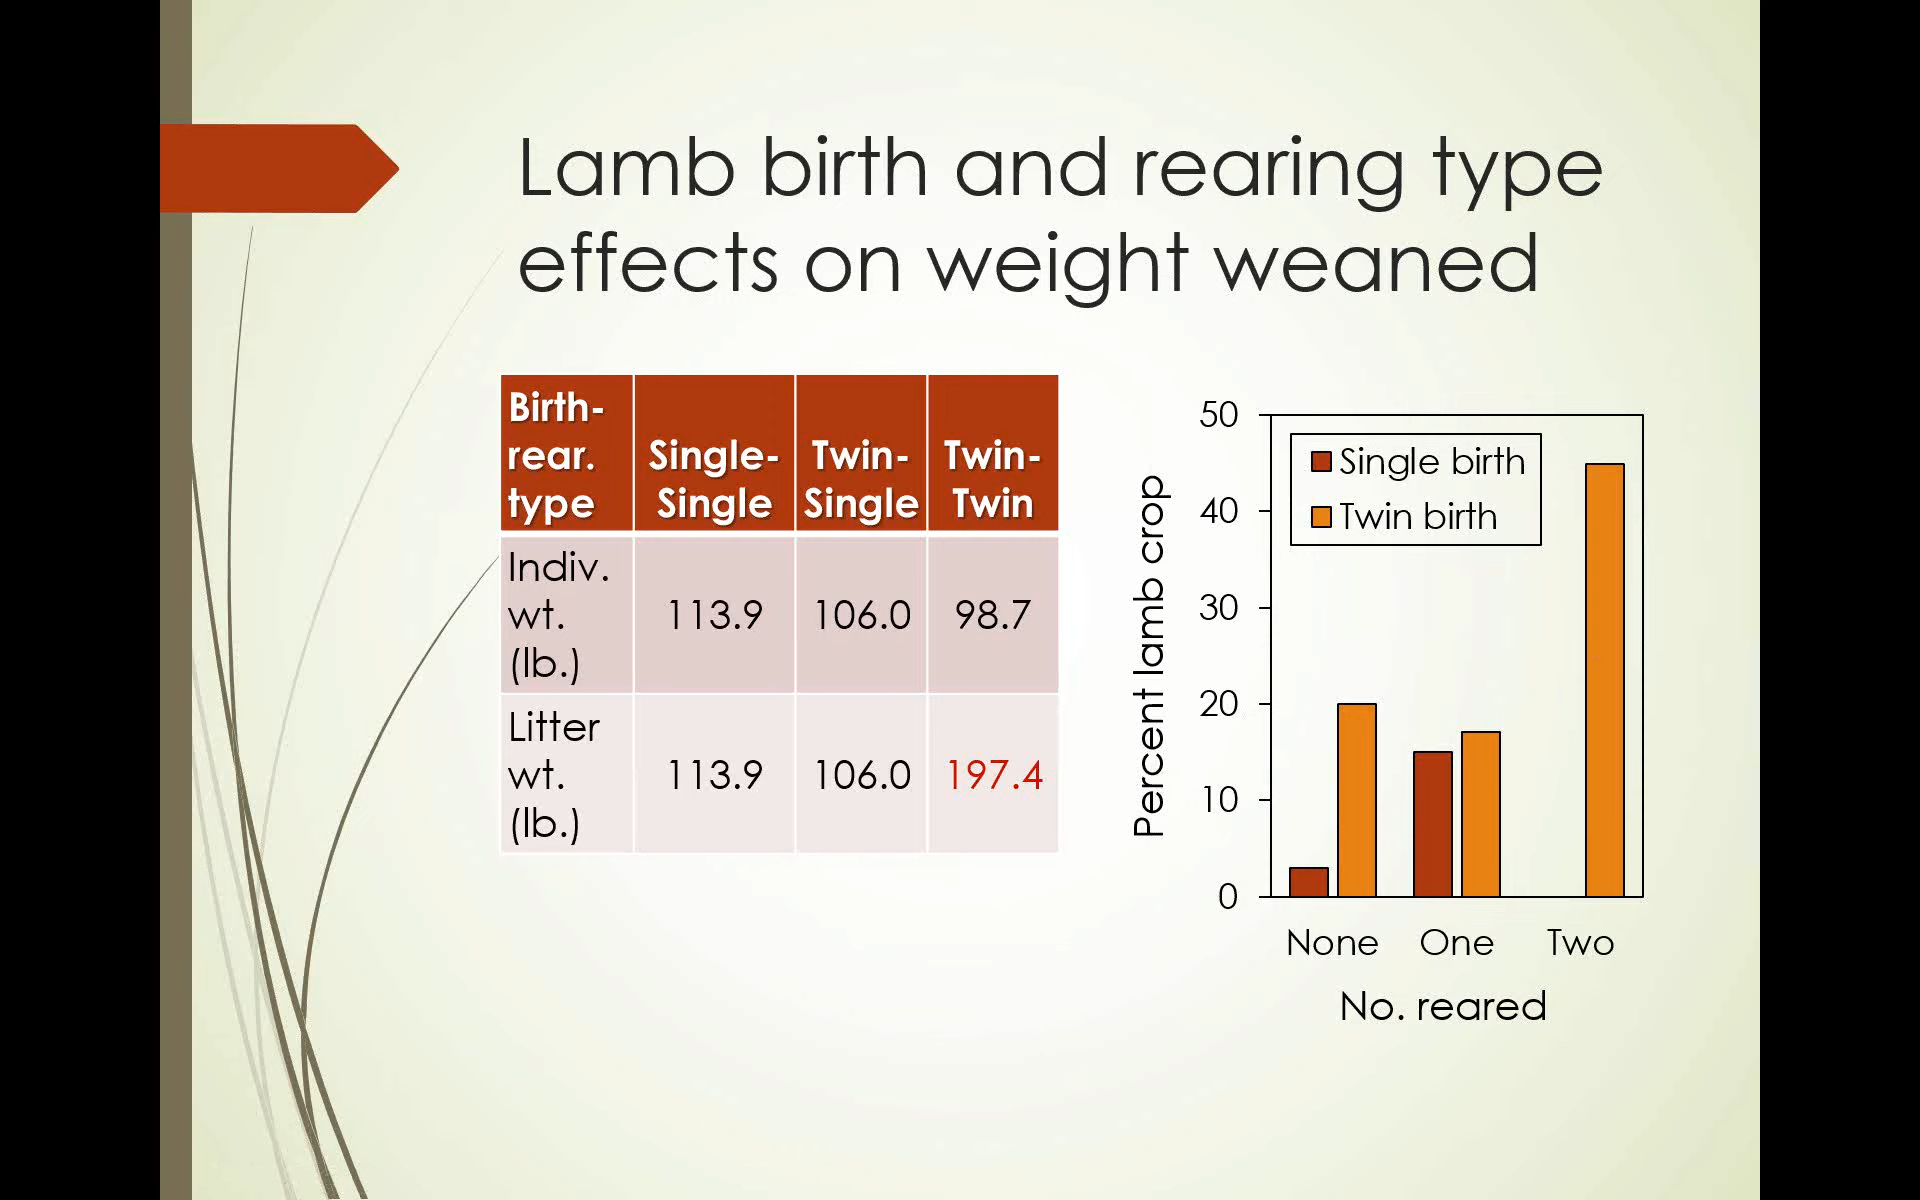 Lamb birth and rearing type
effects on weight weaned
Birth-
rear.
type
Single-
Single
Twin-
Single
Twin-
Twin
Indiv.
wt.
(lb.)
113.9
106.0
98.7
Litter
wt.
(lb.)
113.9
106.0
197.4
Percent lamb crop
50
40
30
20
10
0
Single birth
Twin birth
None
One
Two
No. reared